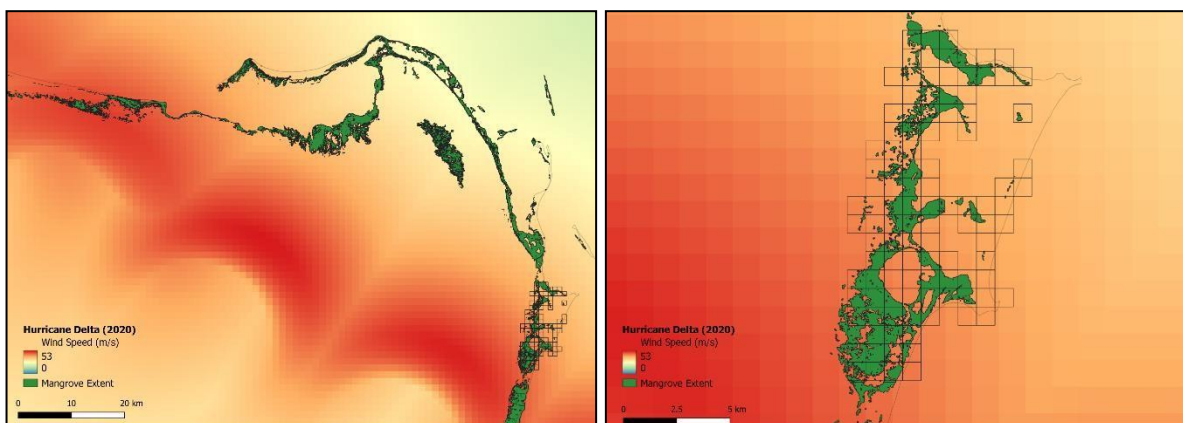 Hurricane Delta (2020)
Wind Speed (m/s)
53
0
Mangrove Extent
0 10 20 km
Hurricane Delta (2020)
Wind Speed (m/s)
53
0
Mangrove Extent
0 2.5 5 km